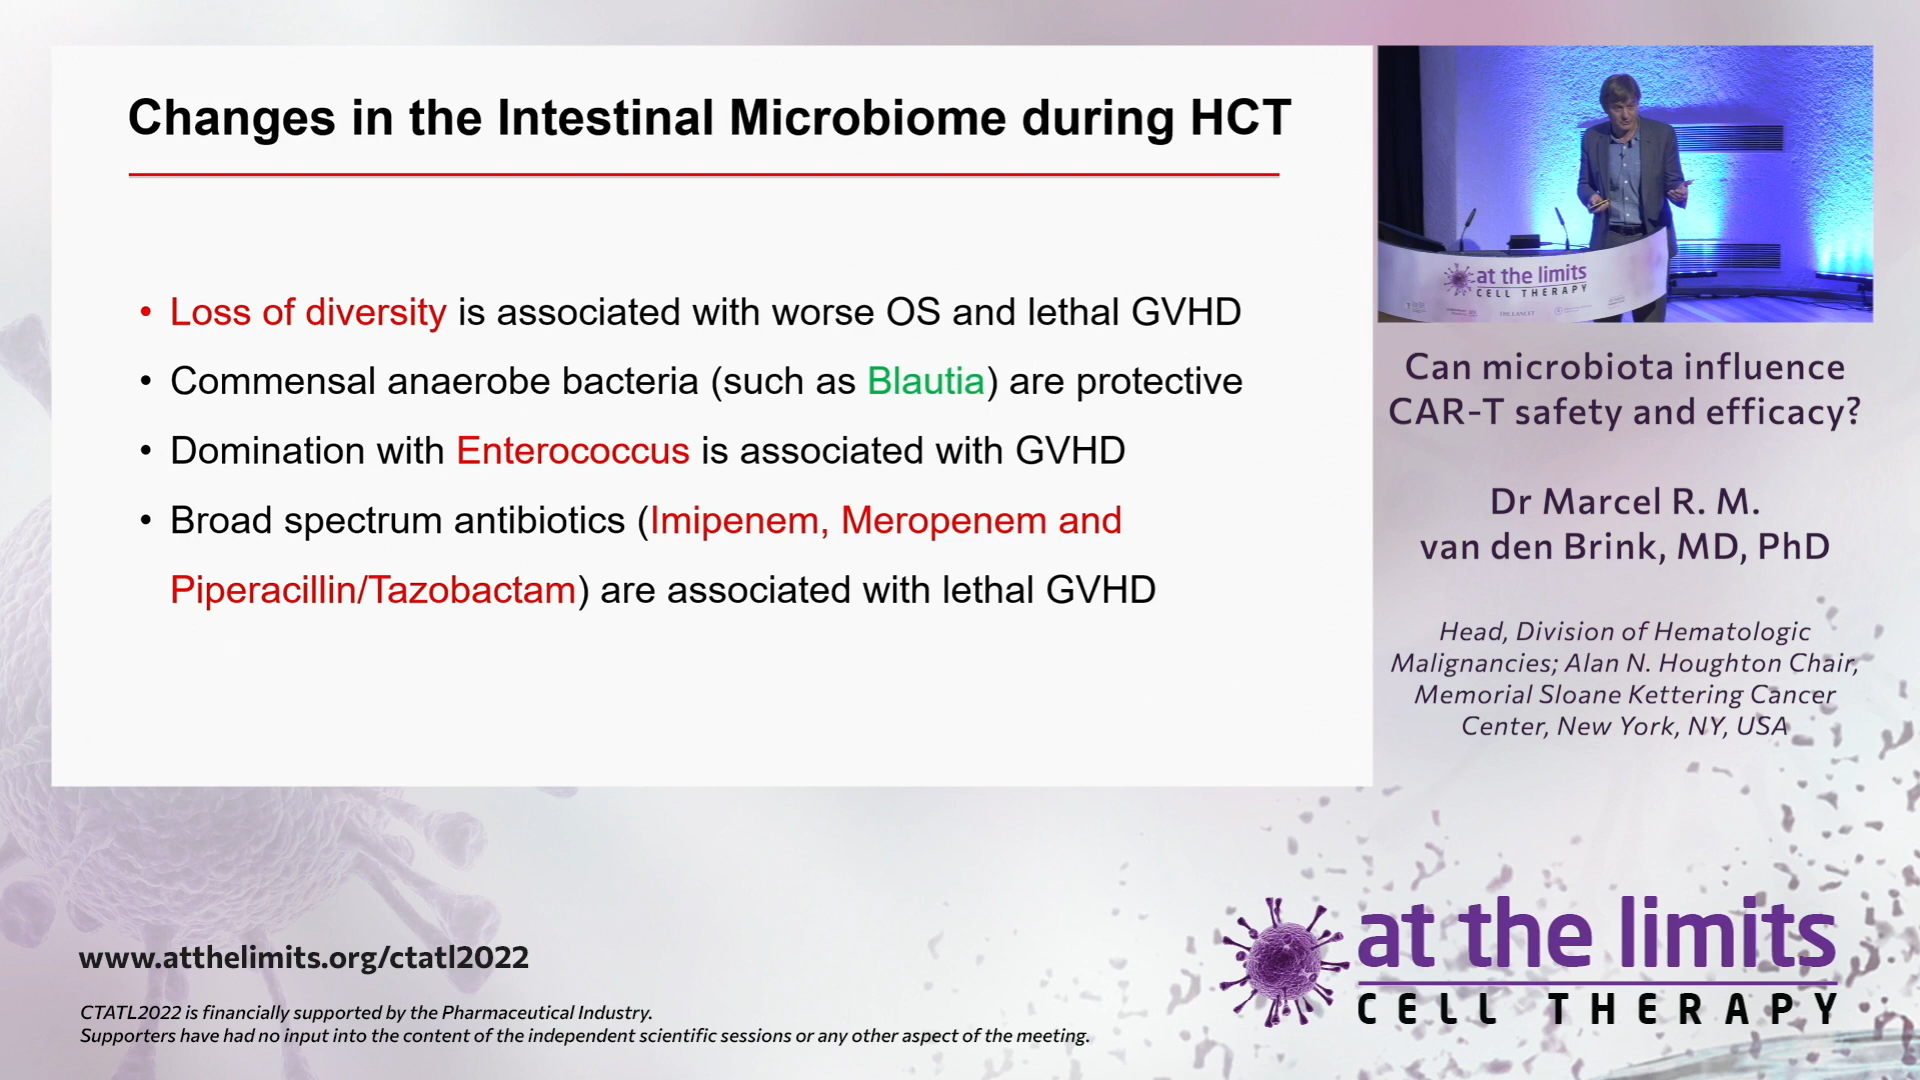 Changes in the Intestinal Microbiome during HCT
• Loss of diversity is associated with worse OS and lethal GVHD
• Commensal anaerobe bacteria (such as Blautia) are protective
• Domination with Enterococcus is associated with GVHD
• Broad spectrum antibiotics (Imipenem, Meropenem and
Piperacillin/Tazobactam) are associated with lethal GVHD
at the limits
CELL THERAPY
THE LANCET
Can microbiota influence
CAR-T safety and efficacy?
Dr Marcel R. M.
van den Brink, MD, PhD
Head, Division of Hematologic
Malignancies; Alan N. Houghton Chair,
Memorial Sloane Kettering Cancer
Center, New York, NY, USA
www.atthelimits.org/ctatl2022
CTATL2022 is financially supported by the Pharmaceutical Industry.
Supporters have had no input into the content of the independent scientific sessions or any other aspect of the meeting.
at the limits
CELL THERAPY